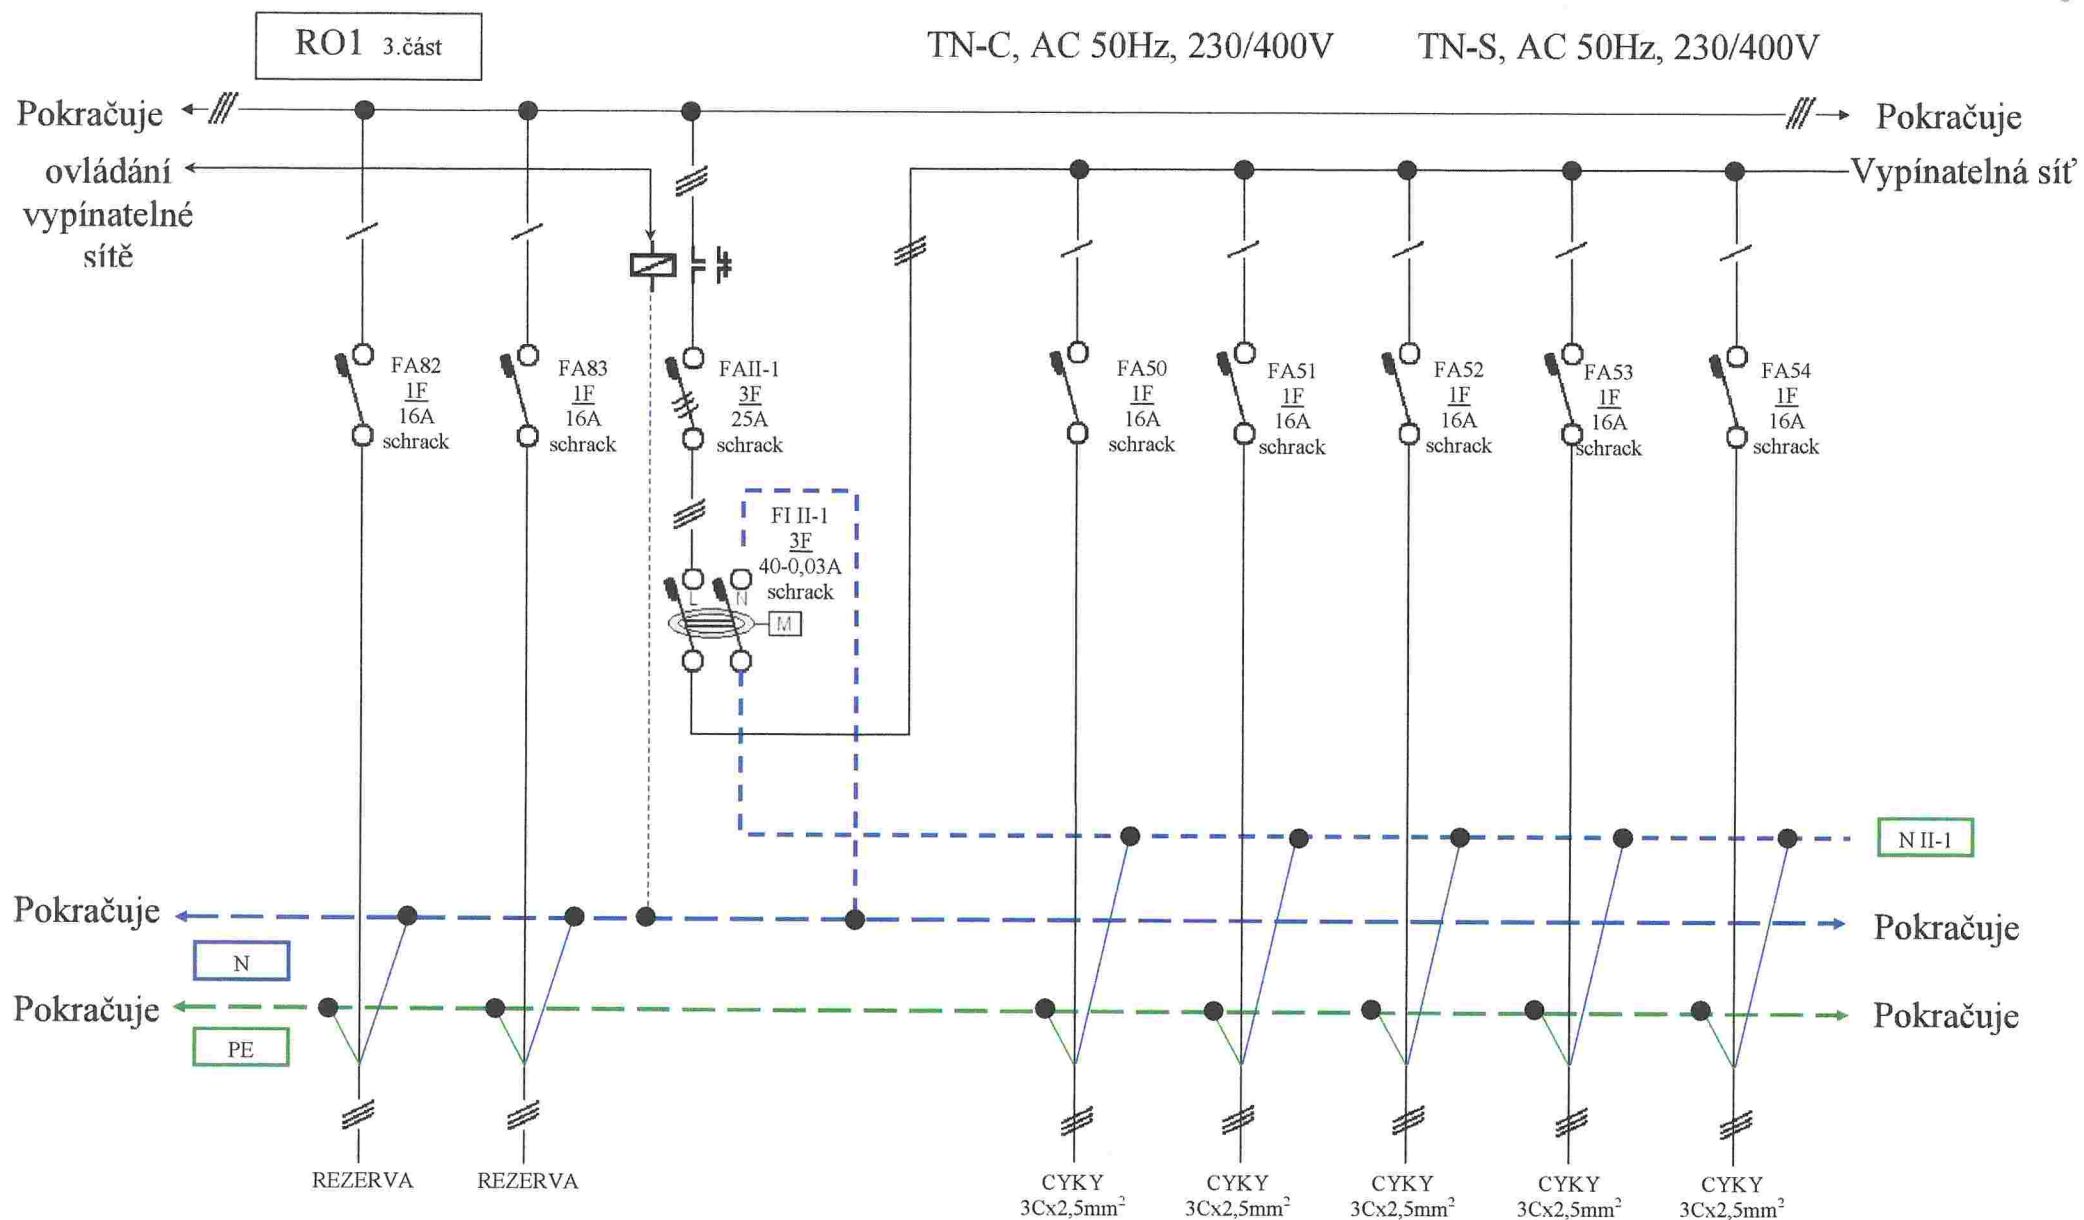 RO1 3.část
TN-C, AC 50Hz, 230/400V
TN-S, AC 50Hz, 230/400V
Pokračuje
Pokračuje
ovládání
vypínatelné
sítě
Vypínatelná síť
FA82
1F
16A
schrack
FA83
1F
16A
schrack
FAII-1
3F
25A
schrack
FA50
1F
16A
schrack
FA51
1F
16A
schrack
FA52
1F
16A
schrack
FA53
1F
16A
schrack
FA54
1F
16A
schrack
FI II-1
3F
40-0,03A
schrack
L
N
M
N II-1
Pokračuje
Pokračuje
N
Pokračuje
Pokračuje
PE
REZERVA
REZERVA
CYKY
3Cx2,5mm²
CYKY
3Cx2,5mm²
CYKY
3Cx2,5mm²
CYKY
3Cx2,5mm²
CYKY
3Cx2,5mm²